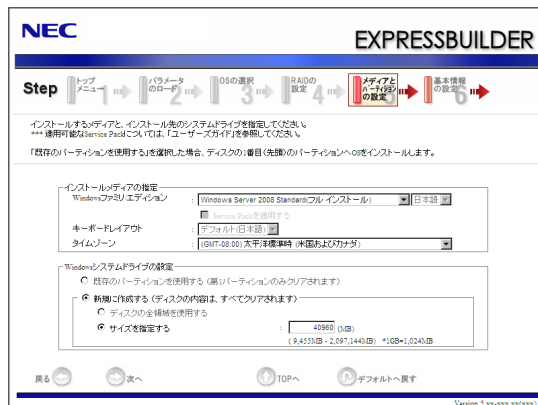 NEC
EXPRESSBUILDER
Step
トップメニュー 1
パラメータのロード 2
OSの選択 3
RAIDの設定 4
メディアとパーティションの設定
基本情報の設定 6
インストールするメディアと、インストール先のシステムドライブを指定してください。
*** 適用可能なService Packについては、「ユーザーズガイド」を参照してください。
「既存のパーティションを使用する」を選択した場合、ディスクの1番目(先頭)のパーティションへOSをインストールします。
インストールメディアの指定
Windowsファミリ/エディション : Windows Server 2008 Standard(フル インストール) 日本語
Service Packを適用する
キーボードレイアウト : デフォルト(日本語)
タイムゾーン : (GMT-08:00) 太平洋標準時 (米国およびカナダ)
Windowsシステムドライブの設定
既存のパーティションを使用する (第1パーティションのみクリアされます)
新規に作成する (ディスクの内容は、すべてクリアされます)
ディスクの全領域を使用する
サイズを指定する : 40960 (MB)
( 9,455MB - 2,097,144MB) *1GB=1,024MB
戻る 次へ TOPへ デフォルトへ戻す